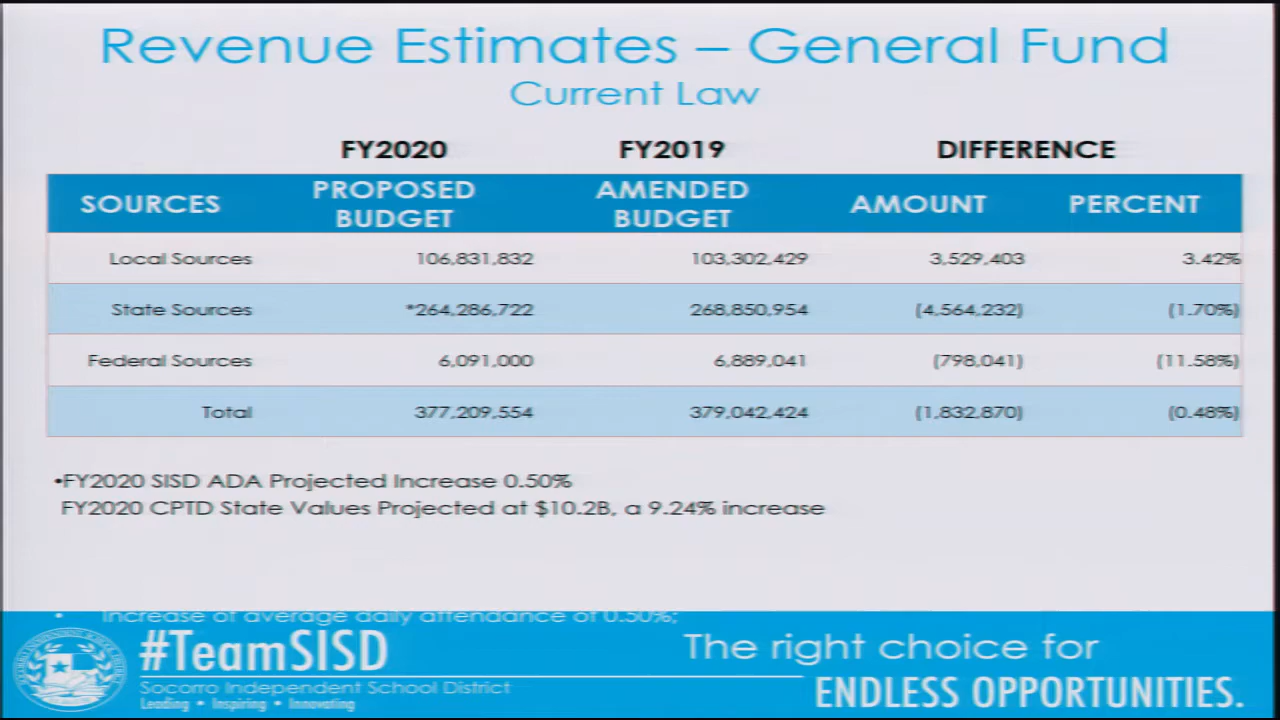 Revenue Estimates – General Fund
Current Law
FY2020 FY2019 DIFFERENCE
SOURCES PROPOSED BUDGET AMENDED BUDGET AMOUNT PERCENT
Local Sources 106,831,832 103,302,429 3,529,403 3.42%
State Sources *264,286,722 268,850,954 (4,564,232) (1.70%)
Federal Sources 6,091,000 6,889,041 (798,041) (11.58%)
Total 377,209,554 379,042,424 (1,832,870) (0.48%)
•FY2020 SISD ADA Projected Increase 0.50%
FY2020 CPTD State Values Projected at $10.2B, a 9.24% increase
• Increase of average daily attendance of 0.50%;
#TeamSISD
Socorro Independent School District
Leading • Inspiring • Innovating
The right choice for
ENDLESS OPPORTUNITIES.